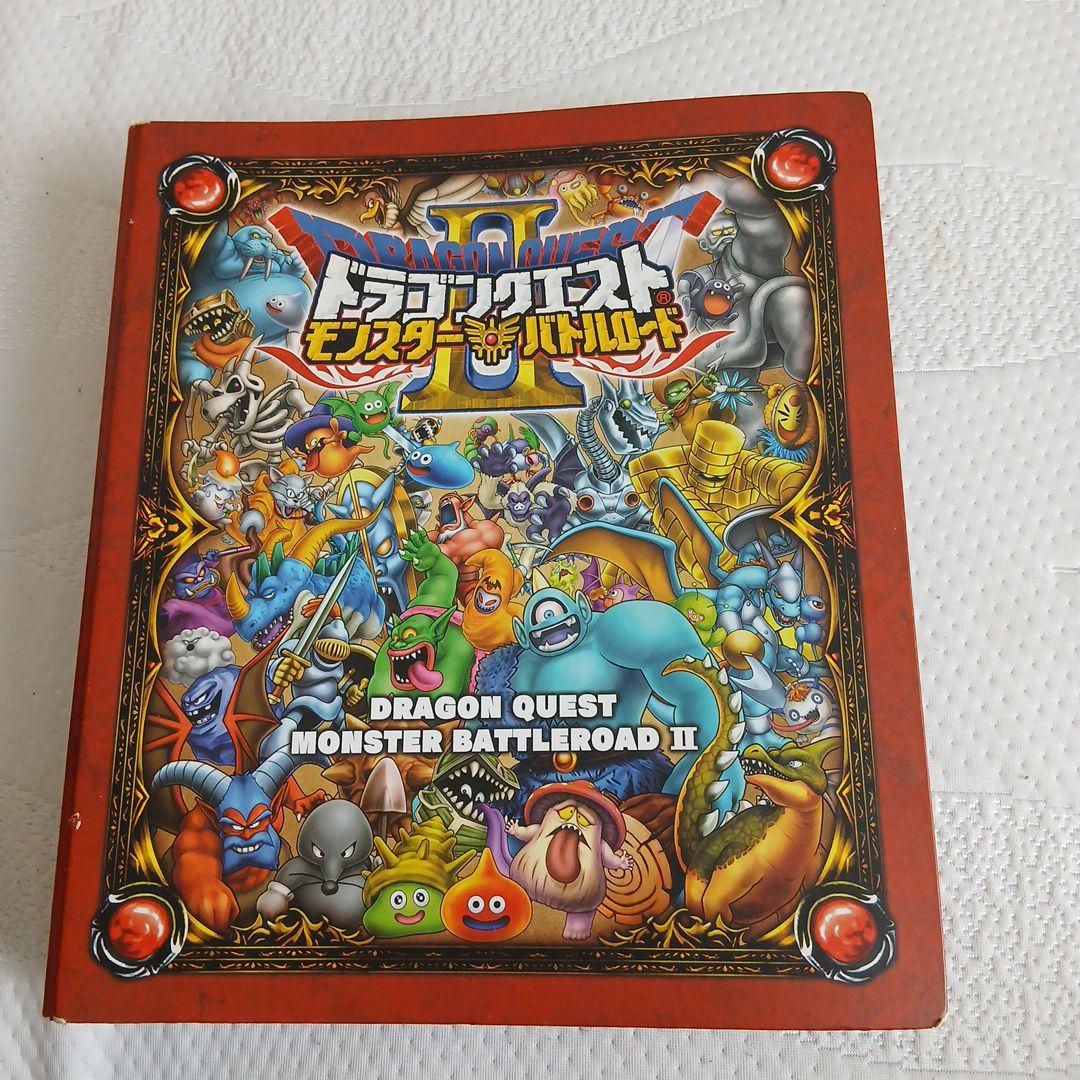 DRAGON QUEST
II
ドラゴンクエスト®
モンスターバトルロード
DRAGON QUEST
MONSTER BATTLEROAD II